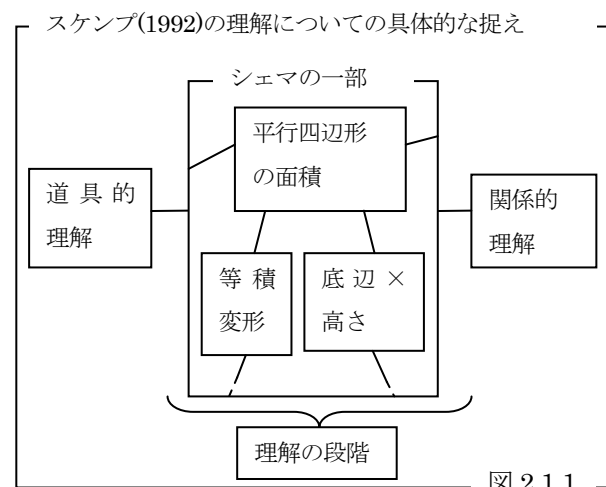 スケンプ(1992)の理解についての具体的な捉え
シェマの一部
平行四辺形
の面積
道具的
理解
関係的
理解
等積
変形
底辺×
高さ
理解の段階
図 2.1.1